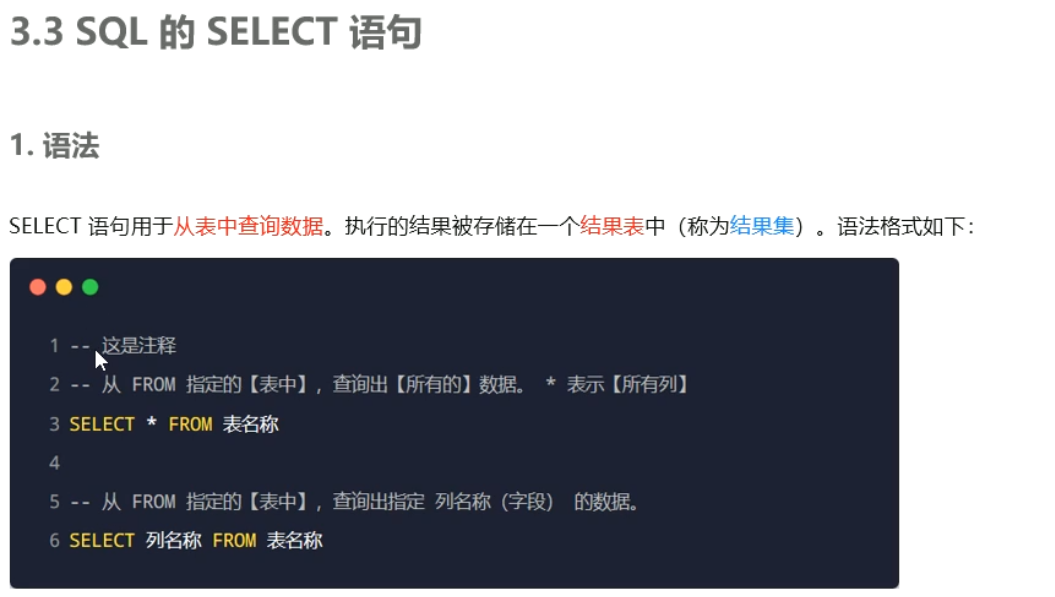 3.3 SQL 的 SELECT 语句
1. 语法
SELECT 语句用于从表中查询数据。执行的结果被存储在一个结果表中（称为结果集）。语法格式如下：
1 -- 这是注释
2 -- 从 FROM 指定的【表中】，查询出【所有的】数据。 * 表示【所有列】
3 SELECT * FROM 表名称
4
5 -- 从 FROM 指定的【表中】，查询出指定 列名称（字段） 的数据。
6 SELECT 列名称 FROM 表名称